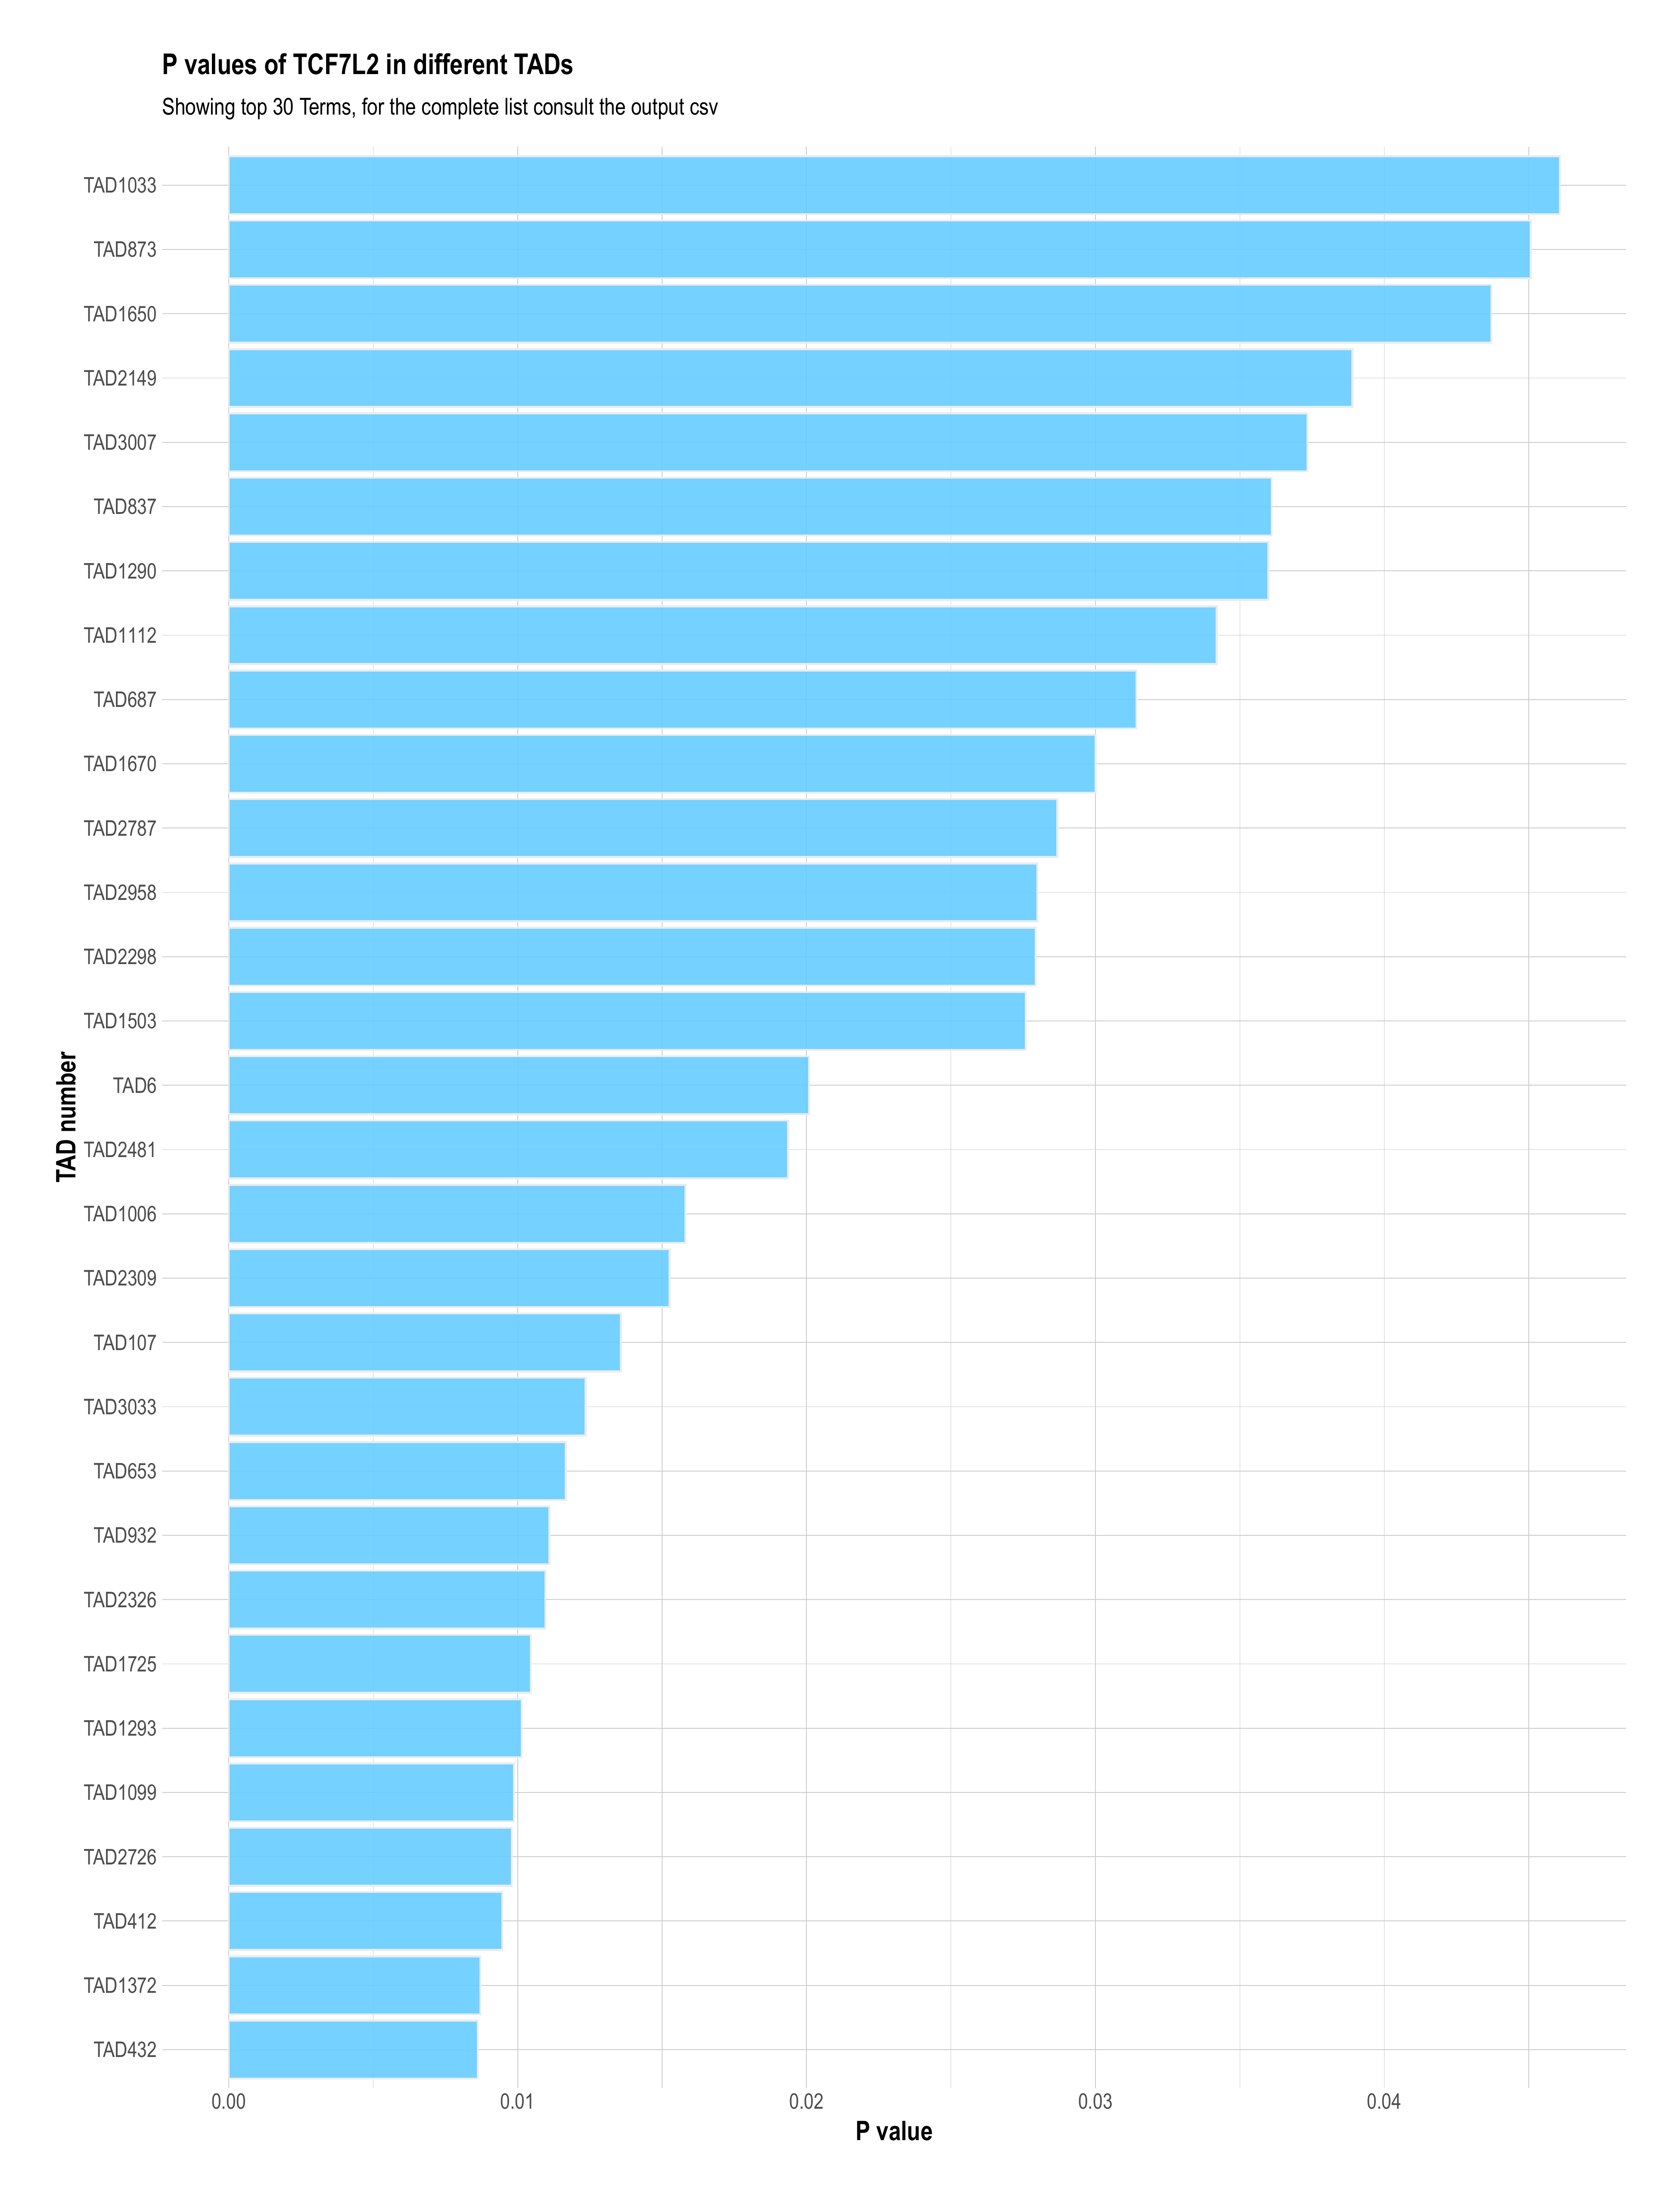 P values of TCF7L2 in different TADs
Showing top 30 Terms, for the complete list consult the output csv
TAD number
TAD1033
TAD873
TAD1650
TAD2149
TAD3007
TAD837
TAD1290
TAD1112
TAD687
TAD1670
TAD2787
TAD2958
TAD2298
TAD1503
TAD6
TAD2481
TAD1006
TAD2309
TAD107
TAD3033
TAD653
TAD932
TAD2326
TAD1725
TAD1293
TAD1099
TAD2726
TAD412
TAD1372
TAD432
0.00 0.01 0.02 0.03 0.04
P value